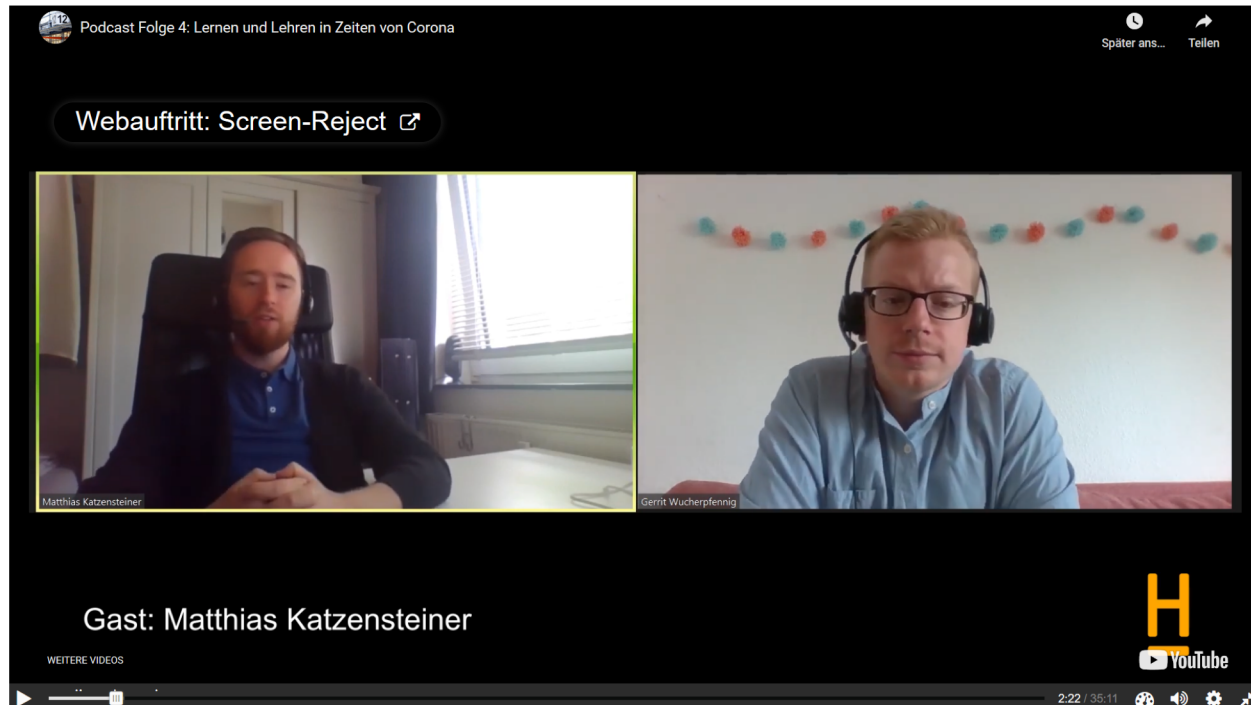 12
Podcast Folge 4: Lernen und Lehren in Zeiten von Corona
Später ans...
Teilen
Webauftritt: Screen-Reject
Matthias Katzensteiner
Gerrit Wucherpfennig
Gast: Matthias Katzensteiner
H
WEITERE VIDEOS
YouTube
2:22 / 35:11